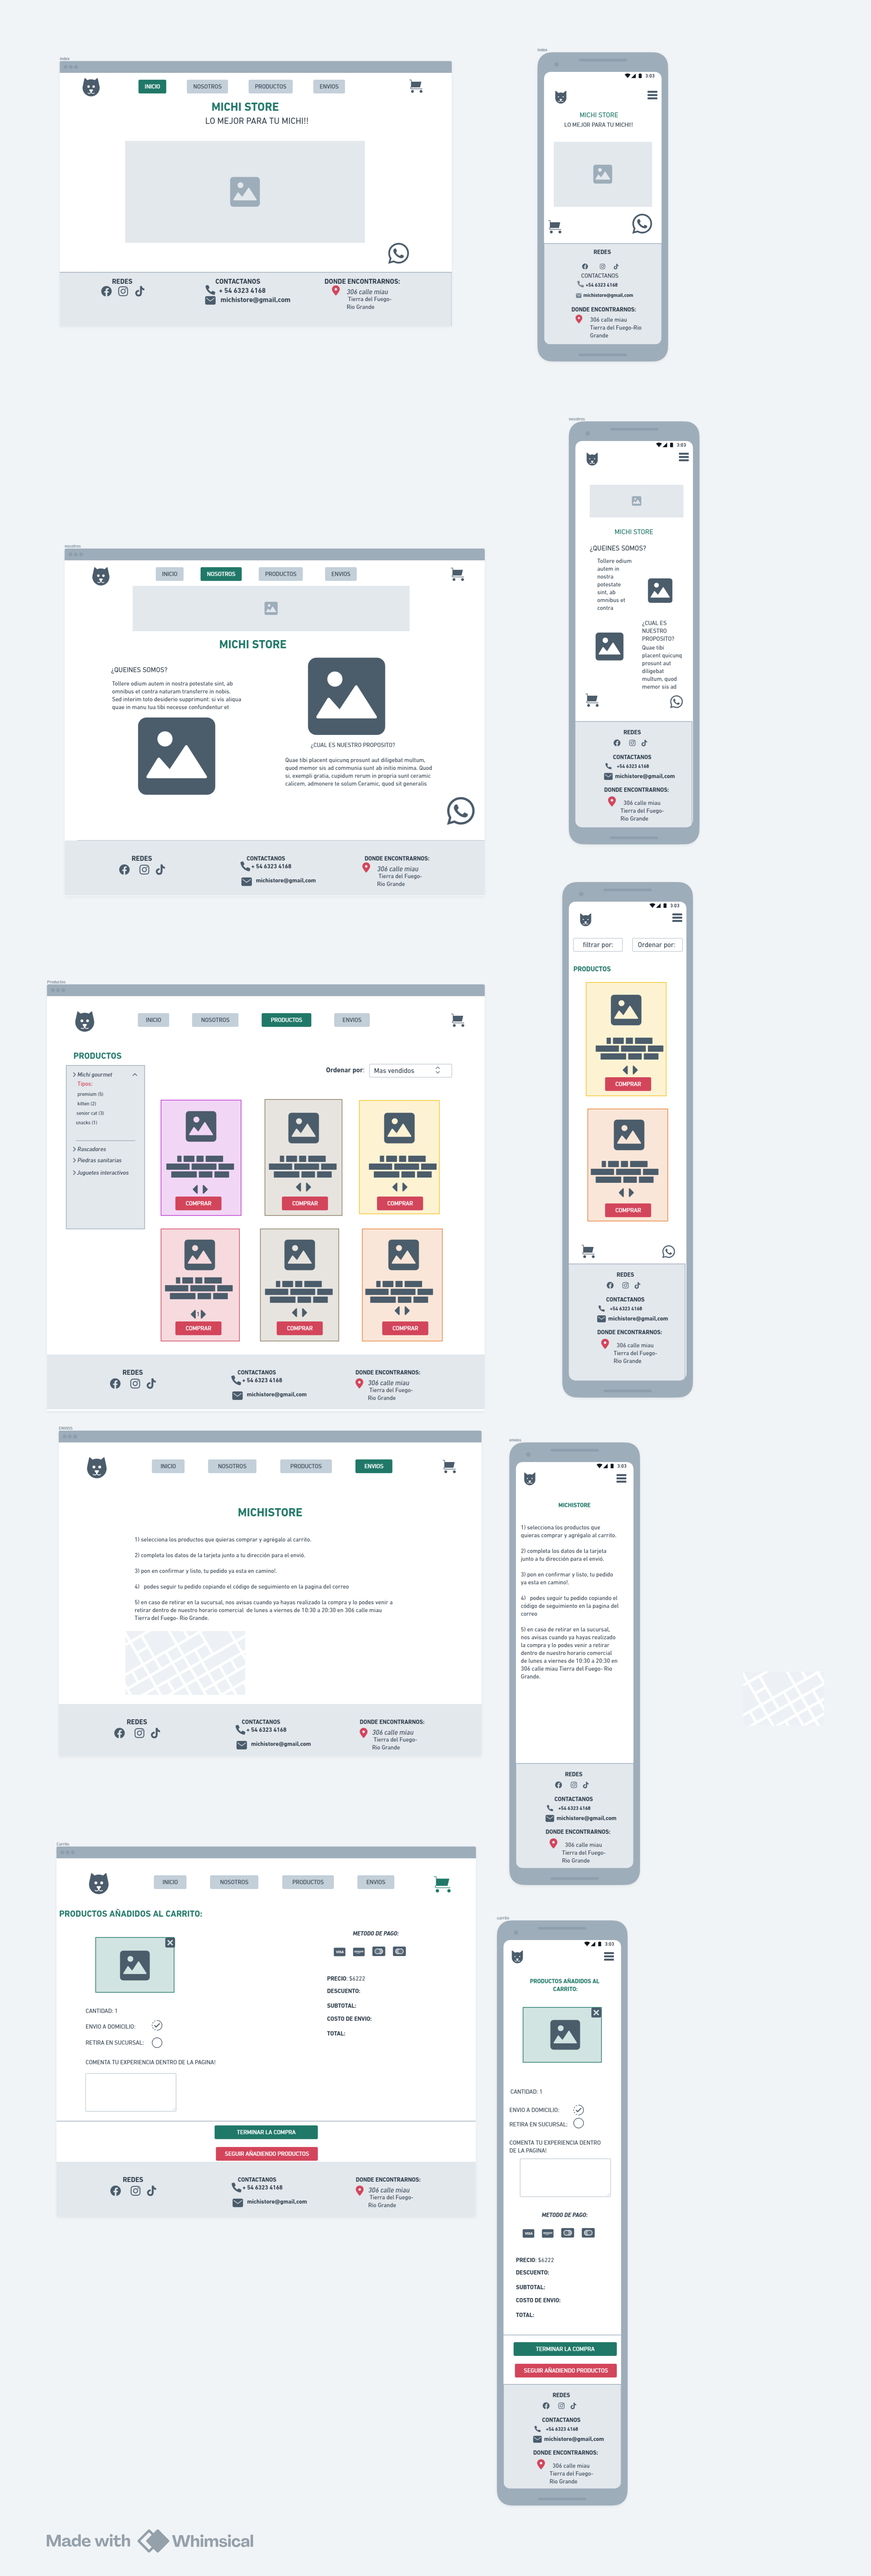 Index
INICIO
NOSOTROS
PRODUCTOS
ENVIOS
MICHI STORE
LO MEJOR PARA TU MICHI!!
REDES
CONTACTANOS
+ 54 6323 4168
michistore@gmail,com
DONDE ENCONTRARNOS:
306 calle miau
Tierra del Fuego-
Rio Grande
Index
3:03
MICHI STORE
LO MEJOR PARA TU MICHI!!
REDES
CONTACTANOS
+54 6323 4168
michistore@gmail,com
DONDE ENCONTRARNOS:
306 calle miau
Tierra del Fuego-Rio
Grande
Nosotros
INICIO
NOSOTROS
PRODUCTOS
ENVIOS
MICHI STORE
¿QUEINES SOMOS?
Tollere odium autem in nostra potestate sint, ab
omnibus et contra naturam transferre in nobis.
Sed interim toto desiderio supprimunt; si vis aliqua
quae in manu tua tibi necesse confundentur et
¿CUAL ES NUESTRO PROPOSITO?
Quae tibi placent quicunq prosunt aut diligebat multum,
quod memor sis ad communia sunt ab initio minima. Quod
si, exempli gratia, cupidum rerum in propria sunt ceramic
calicem, admonere te solum Ceramic, quod sit generalis
REDES
CONTACTANOS
+ 54 6323 4168
michistore@gmail,com
DONDE ENCONTRARNOS:
306 calle miau
Tierra del Fuego-
Rio Grande
Nosotros
3:03
MICHI STORE
¿QUEINES SOMOS?
Tollere odium
autem in
nostra
potestate
sint, ab
omnibus et
contra
¿CUAL ES
NUESTRO
PROPOSITO?
Quae tibi
placent quicunq
prosunt aut
diligebat
multum, quod
memor sis ad
REDES
CONTACTANOS
+54 6323 4168
michistore@gmail,com
DONDE ENCONTRARNOS:
306 calle miau
Tierra del Fuego-
Rio Grande
Productos
INICIO
NOSOTROS
PRODUCTOS
ENVIOS
PRODUCTOS
Michi gourmet
Tipos:
premium (5)
kitten (2)
senior cat (3)
snacks (1)
Rascadores
Piedras sanitarias
Juguetes interactivos
Ordenar por:
Mas vendidos
COMPRAR
COMPRAR
COMPRAR
COMPRAR
COMPRAR
COMPRAR
REDES
CONTACTANOS
+ 54 6323 4168
michistore@gmail,com
DONDE ENCONTRARNOS:
306 calle miau
Tierra del Fuego-
Rio Grande
3:03
filtrar por:
Ordenar por:
PRODUCTOS
COMPRAR
COMPRAR
REDES
CONTACTANOS
+54 6323 4168
michistore@gmail,com
DONDE ENCONTRARNOS:
306 calle miau
Tierra del Fuego-
Rio Grande
ENVIOS
INICIO
NOSOTROS
PRODUCTOS
ENVIOS
MICHISTORE
1) selecciona los productos que quieras comprar y agrégalo al carrito.
2) completa los datos de la tarjeta junto a tu dirección para el envió.
3) pon en confirmar y listo, tu pedido ya esta en camino!.
4) podes seguir tu pedido copiando el código de seguimiento en la pagina del correo
5) en caso de retirar en la sucursal, nos avisas cuando ya hayas realizado la compra y lo podes venir a
retirar dentro de nuestro horario comercial de lunes a viernes de 10:30 a 20:30 en 306 calle miau
Tierra del Fuego- Rio Grande.
REDES
CONTACTANOS
+ 54 6323 4168
michistore@gmail,com
DONDE ENCONTRARNOS:
306 calle miau
Tierra del Fuego-
Rio Grande
3:03
MICHISTORE
1) selecciona los productos que
quieras comprar y agrégalo al carrito.
2) completa los datos de la tarjeta
junto a tu dirección para el envió.
3) pon en confirmar y listo, tu pedido
ya esta en camino!.
4) podes seguir tu pedido copiando el
código de seguimiento en la pagina del
correo
5) en caso de retirar en la sucursal,
nos avisas cuando ya hayas realizado
la compra y lo podes venir a retirar
dentro de nuestro horario comercial
de lunes a viernes de 10:30 a 20:30 en
306 calle miau Tierra del Fuego- Rio
Grande.
REDES
CONTACTANOS
+54 6323 4168
michistore@gmail,com
DONDE ENCONTRARNOS:
306 calle miau
Tierra del Fuego-
Rio Grande
Carrito
INICIO
NOSOTROS
PRODUCTOS
ENVIOS
PRODUCTOS AÑADIDOS AL CARRITO:
CANTIDAD: 1
ENVIO A DOMICILIO:
RETIRA EN SUCURSAL:
COMENTA TU EXPERIENCIA DENTRO DE LA PAGINA!
METODO DE PAGO:
VISA
PRECIO: $6222
DESCUENTO:
SUBTOTAL:
COSTO DE ENVIO:
TOTAL:
TERMINAR LA COMPRA
SEGUIR AÑADIENDO PRODUCTOS
REDES
CONTACTANOS
+ 54 6323 4168
michistore@gmail,com
DONDE ENCONTRARNOS:
306 calle miau
Tierra del Fuego-
Rio Grande
carrito
3:03
PRODUCTOS AÑADIDOS AL
CARRITO:
CANTIDAD: 1
ENVIO A DOMICILIO:
RETIRA EN SUCURSAL:
COMENTA TU EXPERIENCIA DENTRO
DE LA PAGINA!
METODO DE PAGO:
VISA
PRECIO: $6222
DESCUENTO:
SUBTOTAL:
COSTO DE ENVIO:
TOTAL:
TERMINAR LA COMPRA
SEGUIR AÑADIENDO PRODUCTOS
REDES
CONTACTANOS
+54 6323 4168
michistore@gmail,com
DONDE ENCONTRARNOS:
306 calle miau
Tierra del Fuego-
Rio Grande
Made with Whimsical